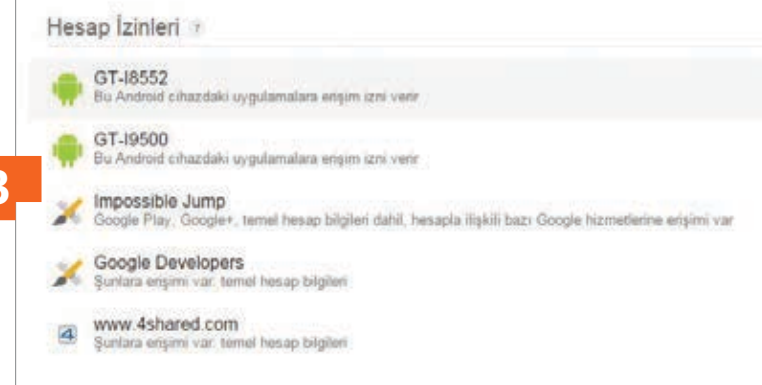 Hesap İzinleri ?
GT-I8552
Bu Android cihazdaki uygulamalara erişim izni verir
GT-I9500
Bu Android cihazdaki uygulamalara erişim izni verir
3
Impossible Jump
Google Play, Google+, temel hesap bilgileri dahil, hesapla ilişkili bazı Google hizmetlerine erişimi var
Google Developers
Şunlara erişimi var: temel hesap bilgileri
www.4shared.com
Şunlara erişimi var: temel hesap bilgileri